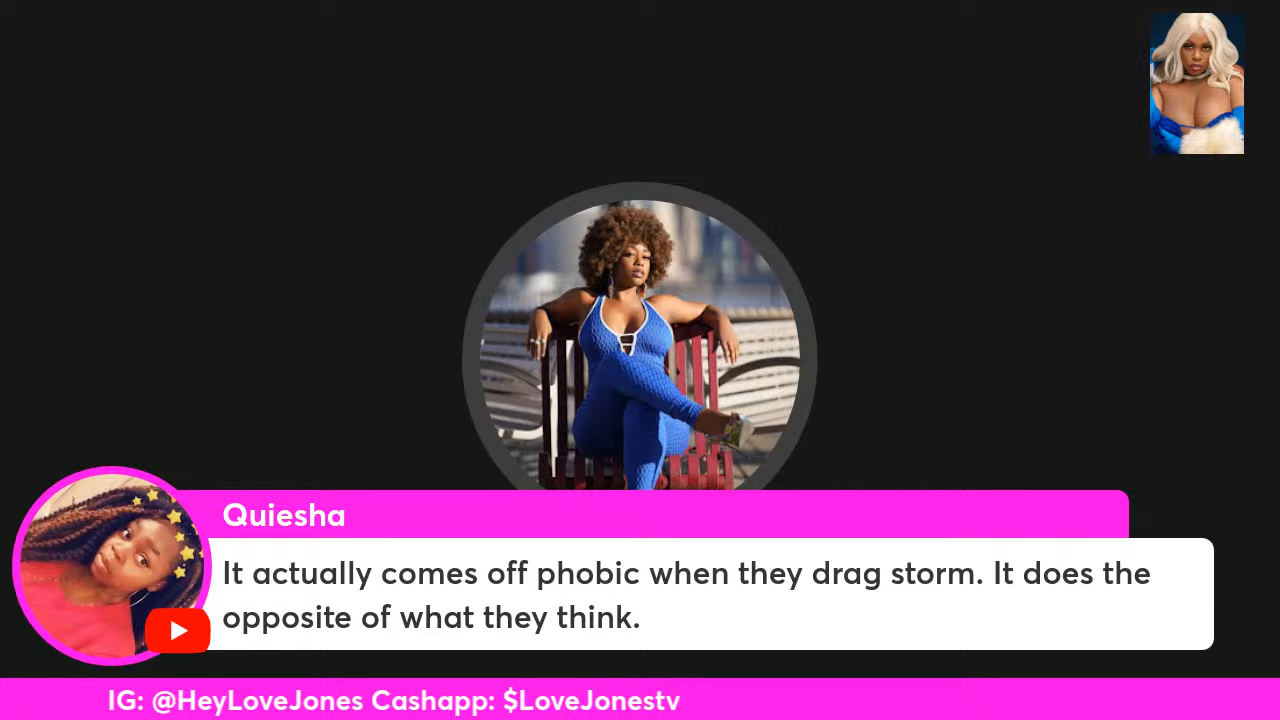 Quiesha
It actually comes off phobic when they drag storm. It does the
opposite of what they think.
IG: @HeyLoveJones Cashapp: $LoveJonestv